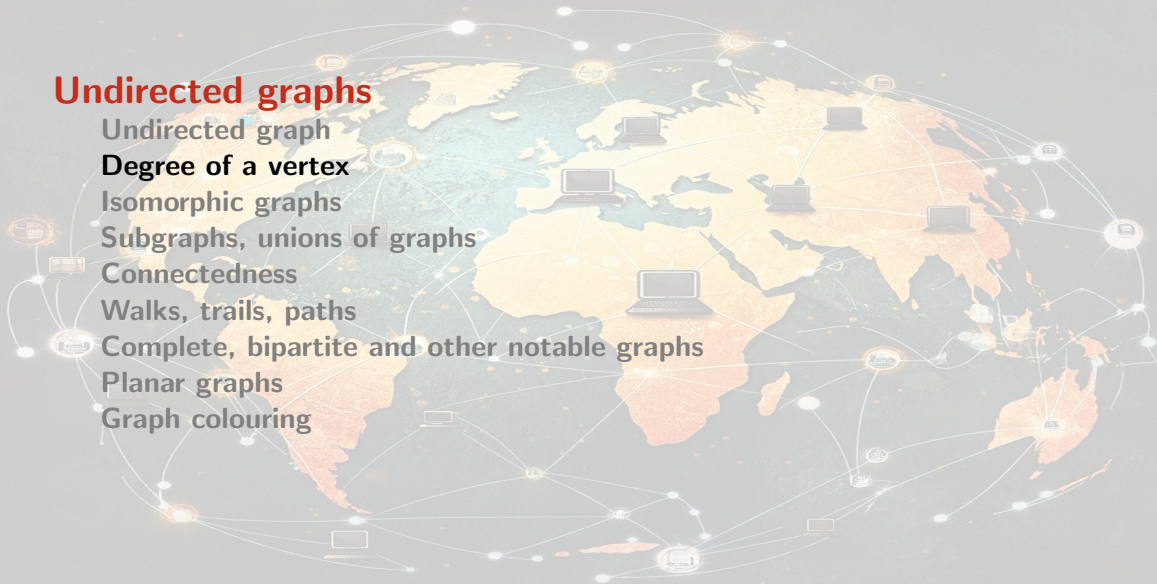 Undirected graphs
Undirected graph
Degree of a vertex
Isomorphic graphs
Subgraphs, unions of graphs
Connectedness
Walks, trails, paths
Complete, bipartite and other notable graphs
Planar graphs
Graph colouring